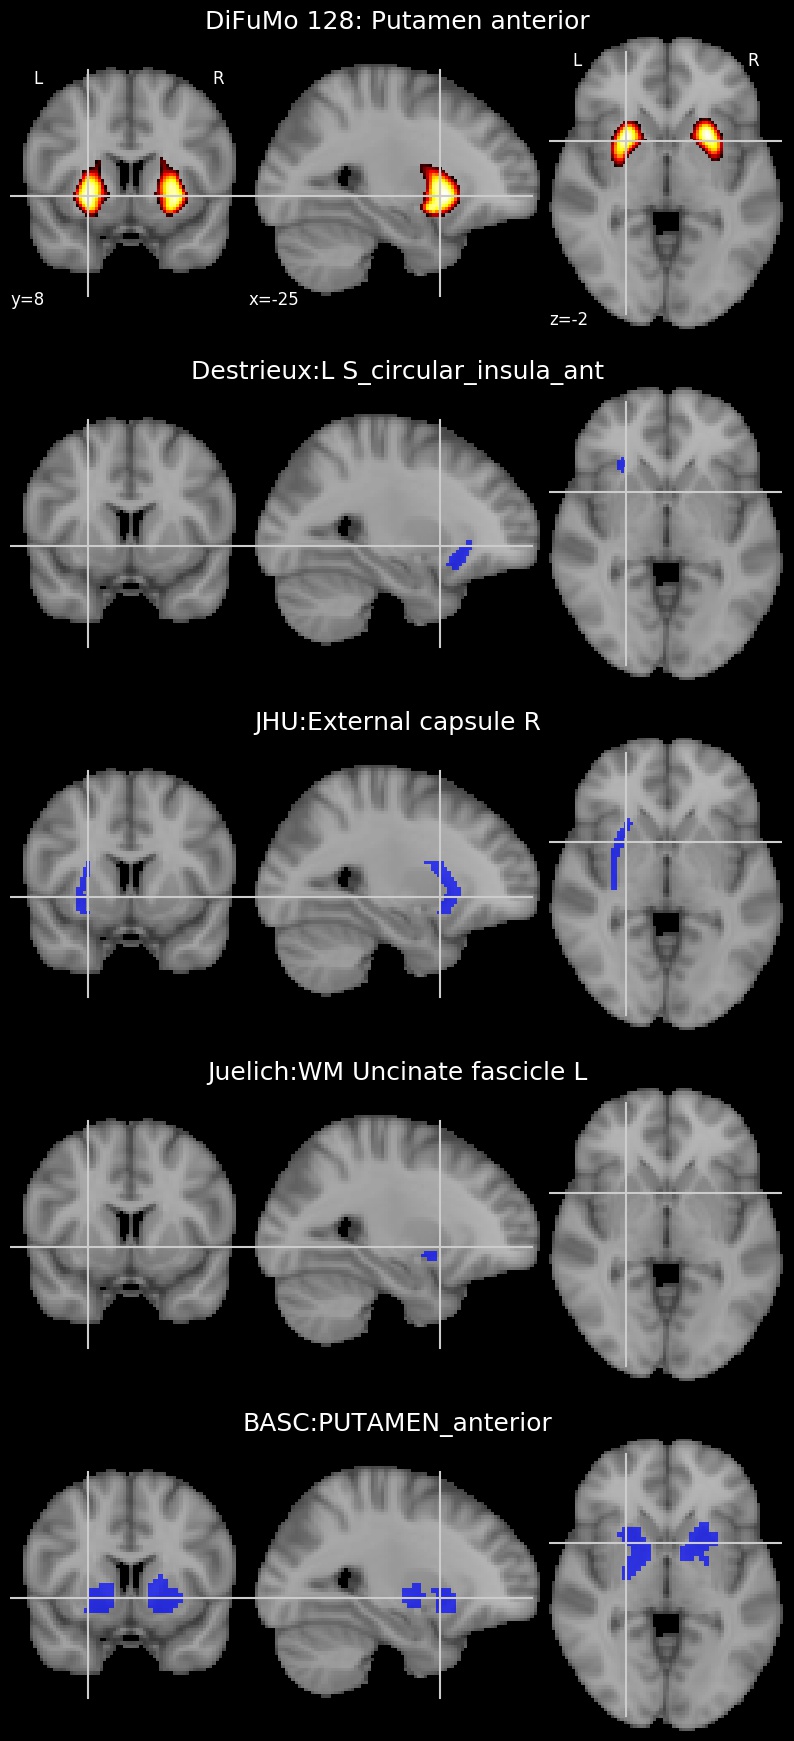 DiFuMo 128: Putamen anterior
L R L R
y=8 x=-25 z=-2
Destrieux:L S_circular_insula_ant
JHU:External capsule R
Juelich:WM Uncinate fascicle L
BASC:PUTAMEN_anterior